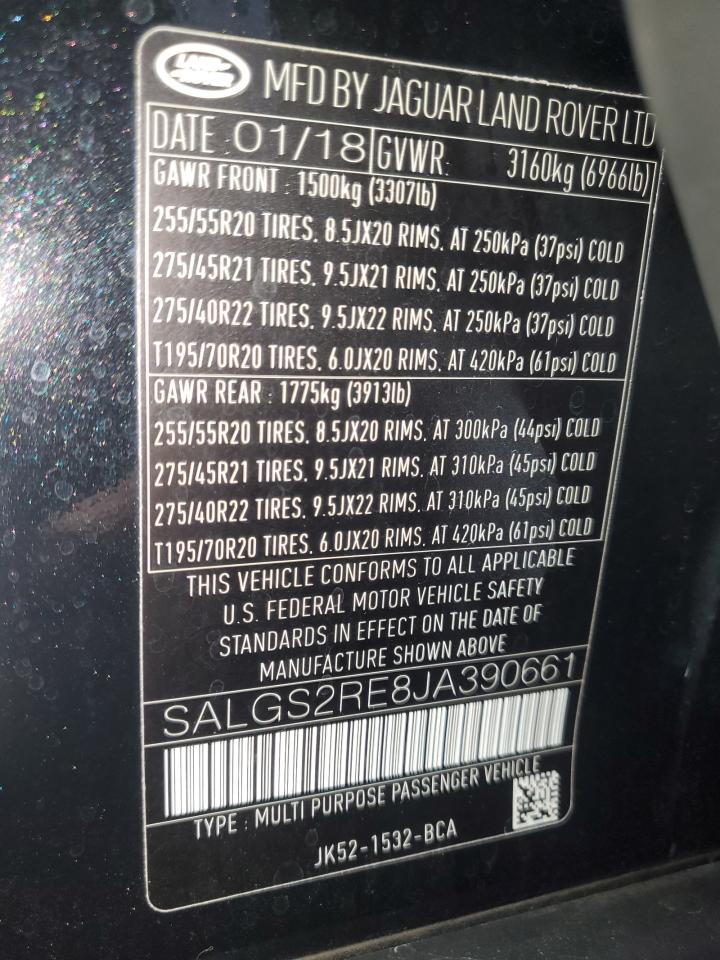 LAND-
-ROVER
MFD BY JAGUAR LAND ROVER LTD
DATE :01/18 GVWR: 3160kg (6966lb)
GAWR FRONT : 1500kg (3307lb)
255/55R20 TIRES. 8.5JX20 RIMS. AT 250kPa (37psi) COLD
275/45R21 TIRES. 9.5JX21 RIMS. AT 250kPa (37psi) COLD
275/40R22 TIRES. 9.5JX22 RIMS. AT 250kPa (37psi) COLD
T195/70R20 TIRES. 6.0JX20 RIMS. AT 420kPa (61psi) COLD
GAWR REAR : 1775kg (3913lb)
255/55R20 TIRES. 8.5JX20 RIMS. AT 300kPa (44psi) COLD
275/45R21 TIRES. 9.5JX21 RIMS. AT 310kPa (45psi) COLD
275/40R22 TIRES. 9.5JX22 RIMS. AT 310kPa (45psi) COLD
T195/70R20 TIRES. 6.0JX20 RIMS. AT 420kPa (61psi) COLD
THIS VEHICLE CONFORMS TO ALL APPLICABLE
U.S. FEDERAL MOTOR VEHICLE SAFETY
STANDARDS IN EFFECT ON THE DATE OF
MANUFACTURE SHOWN ABOVE
SALGS2RE8JA390661
TYPE : MULTI PURPOSE PASSENGER VEHICLE
JK52-1532-BCA